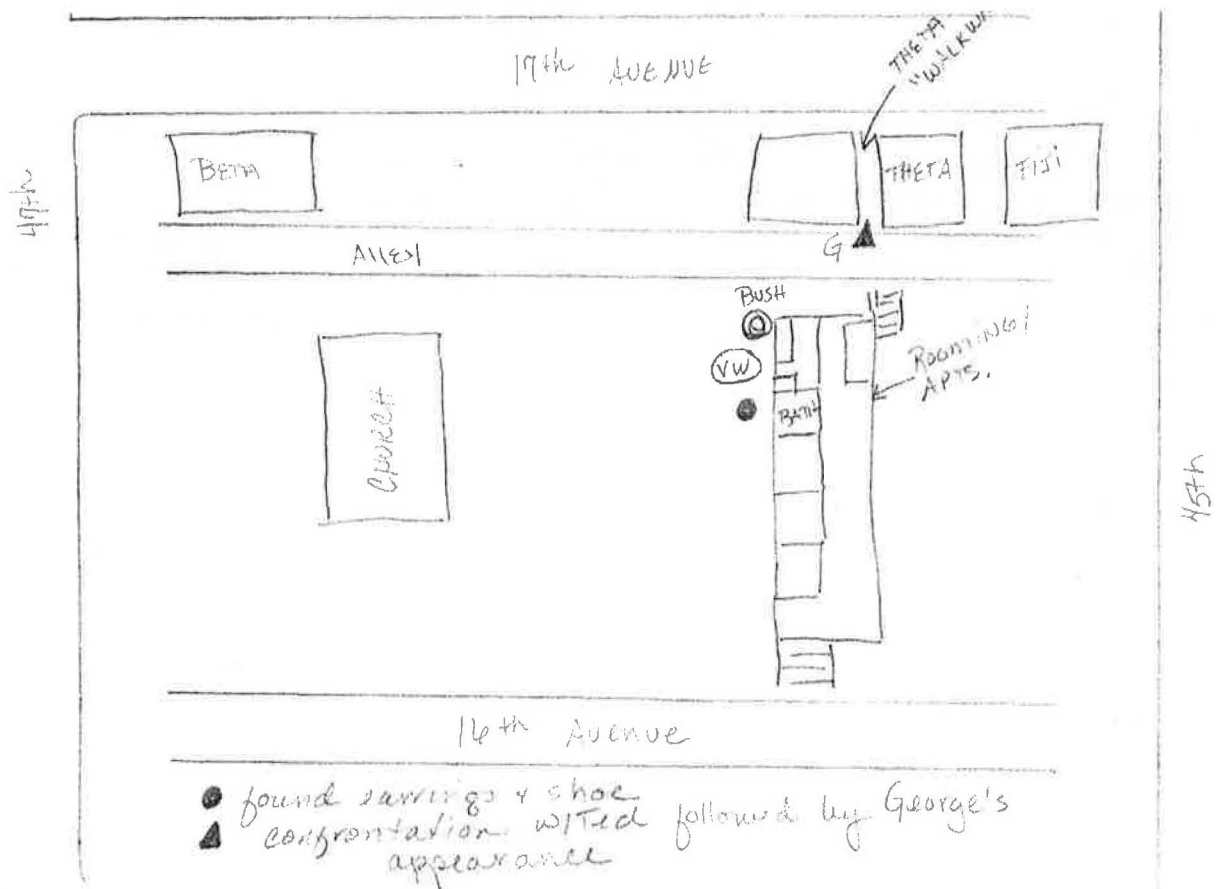 THETA
"WALKWA
17th AVENUE
47th
BETA
THETA
FIJI
Alley
G
BUSH
VW
ROOMING/
APTS.
BATH
CHURCH
45th
16th Avenue
found earrings & shoe
confrontation w/Ted followed by George's
appearance